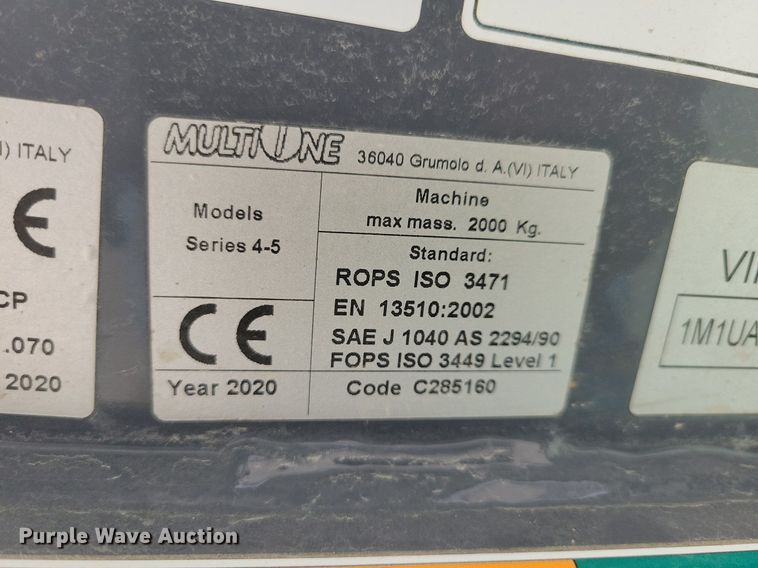 ) ITALY
CE
CP
.070
2020
MULTIONE 36040 Grumolo d. A.(VI) ITALY
Models
Series 4-5
CE
Year 2020
Machine
max mass. 2000 Kg.
Standard:
ROPS ISO 3471
EN 13510:2002
SAE J 1040 AS 2294/90
FOPS ISO 3449 Level 1
Code C285160
1M1UA
Purple Wave Auction